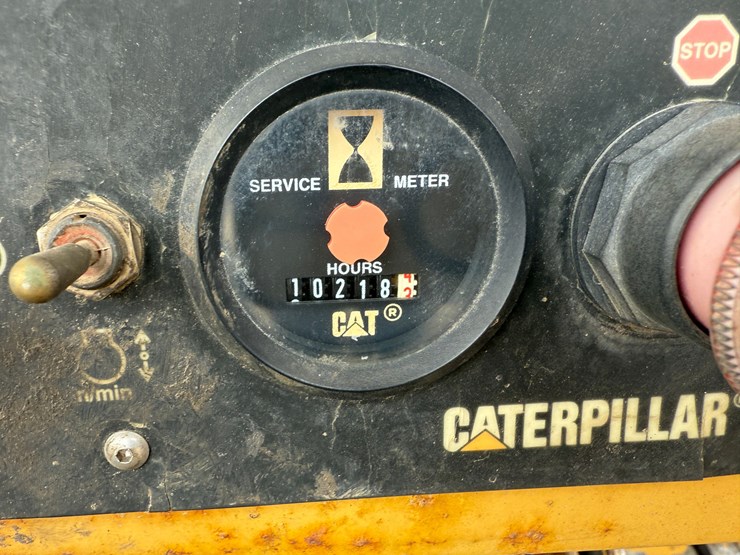 STOP
SERVICE METER
HOURS
10218
CAT®
n/min
CATERPILLAR®